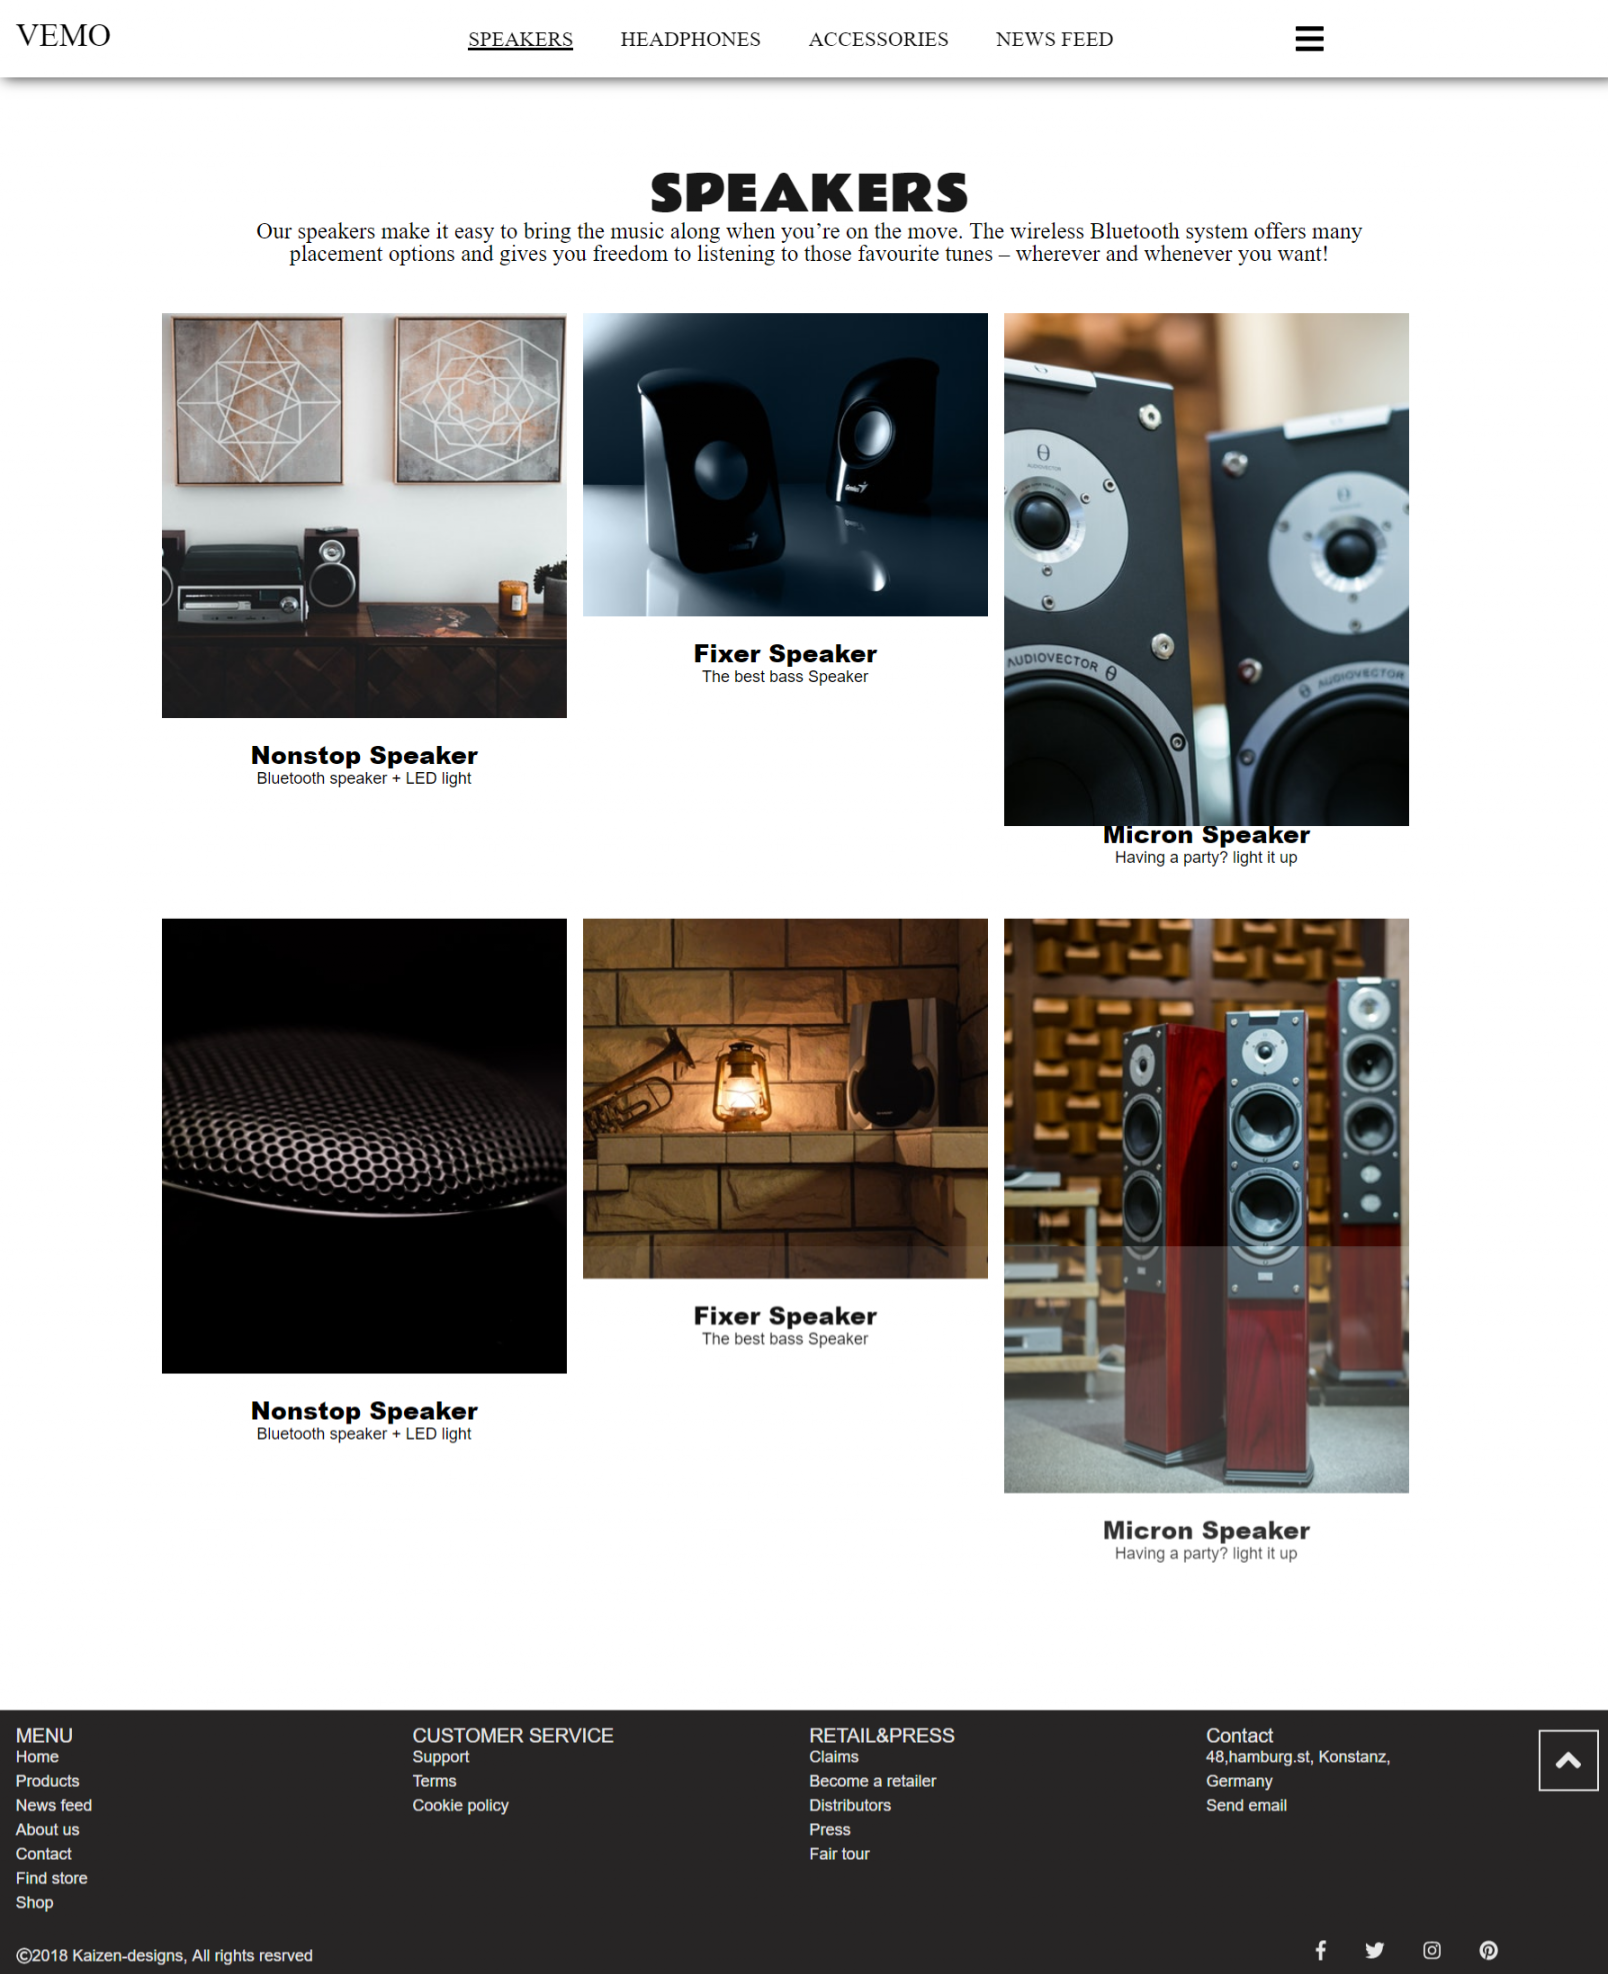 VEMO
SPEAKERS
HEADPHONES
ACCESSORIES
NEWS FEED
SPEAKERS
Our speakers make it easy to bring the music along when you’re on the move. The wireless Bluetooth system offers many
placement options and gives you freedom to listening to those favourite tunes – wherever and whenever you want!
AUDIOVECTOR
AUDIOVECTOR
AUDIOVECTOR
Genius
Fixer Speaker
The best bass Speaker
Nonstop Speaker
Bluetooth speaker + LED light
Micron Speaker
Having a party? light it up
Fixer Speaker
The best bass Speaker
Nonstop Speaker
Bluetooth speaker + LED light
Micron Speaker
Having a party? light it up
MENU
Home
Products
News feed
About us
Contact
Find store
Shop
CUSTOMER SERVICE
Support
Terms
Cookie policy
RETAIL&PRESS
Claims
Become a retailer
Distributors
Press
Fair tour
Contact
48,hamburg.st, Konstanz,
Germany
Send email
©2018 Kaizen-designs, All rights resrved